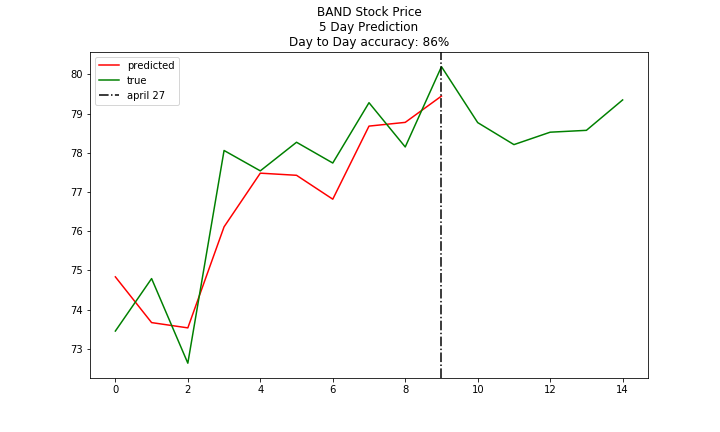 BAND Stock Price
5 Day Prediction
Day to Day accuracy: 86%
predicted
true
april 27
80
79
78
77
76
75
74
73
0 2 4 6 8 10 12 14